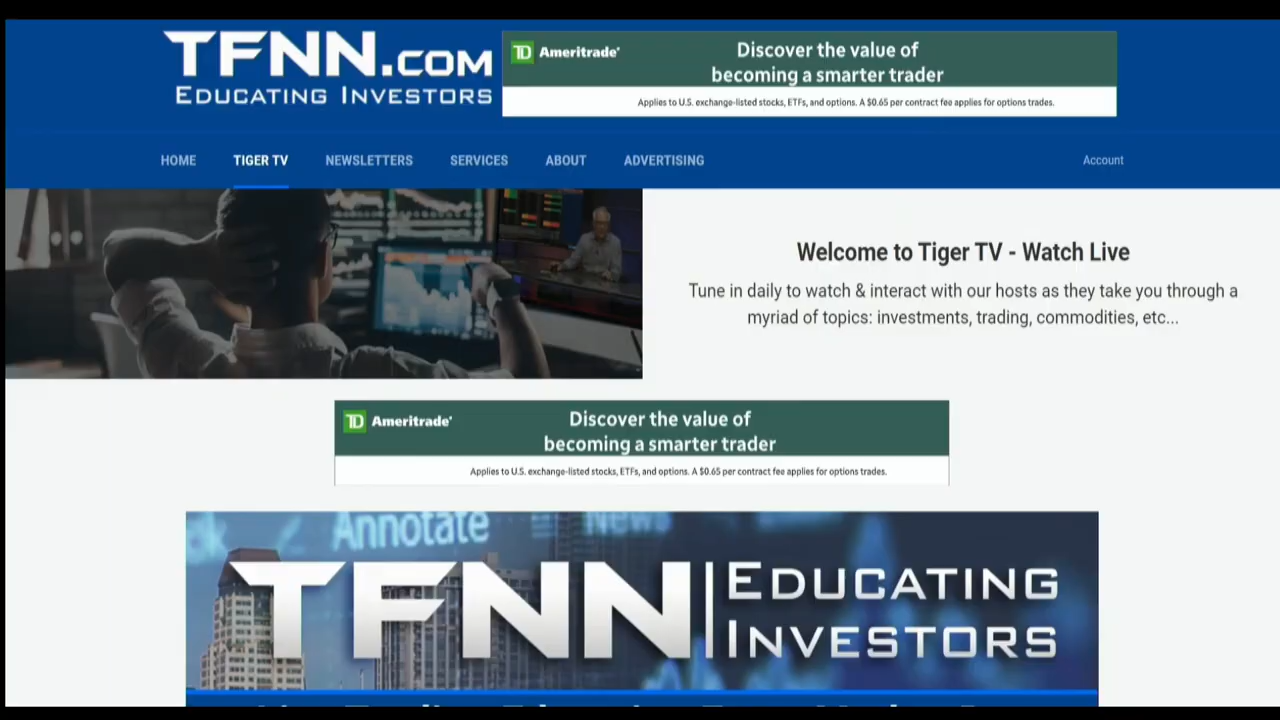 TFNN.COM
EDUCATING INVESTORS
TD Ameritrade
Discover the value of
becoming a smarter trader
Applies to U.S. exchange-listed stocks, ETFs, and options. A $0.65 per contract fee applies for options trades.
HOME TIGER TV NEWSLETTERS SERVICES ABOUT ADVERTISING Account
Welcome to Tiger TV - Watch Live
Tune in daily to watch & interact with our hosts as they take you through a
myriad of topics: investments, trading, commodities, etc...
TD Ameritrade
Discover the value of
becoming a smarter trader
Applies to U.S. exchange-listed stocks, ETFs, and options. A $0.65 per contract fee applies for options trades.
Annotate News
TFNN EDUCATING
INVESTORS